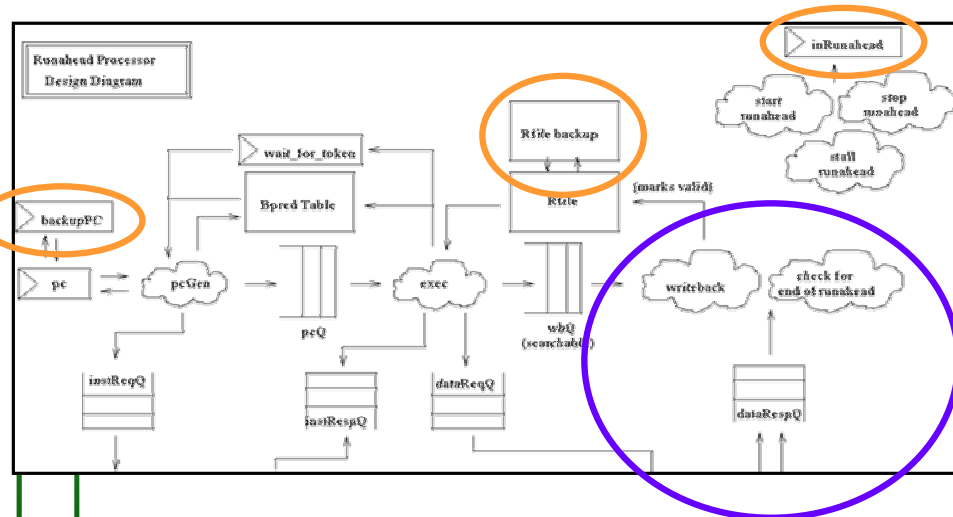 Runahead Processor
Design Diagram
inRunahead
start
runahead
stop
runahead
stall
runahead
Rfile backup
wait_for_token
Bpred Table
Rfile
(marks valid)
backupPC
pc
pcGen
exec
writeback
check for
end of runahead
pcQ
wbQ
(searchable)
instReqQ
instRespQ
dataReqQ
dataRespQ